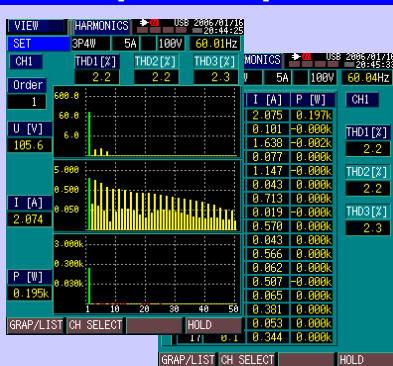 VIEW HARMONICS USB 2006/01/16
20:44:25
SET 3P4W 5A 100V 60.01Hz
CH1 THD1[%] THD2[%] THD3[%]
2.2 2.2 2.3
Order
1
U [V]
105.6
I [A]
2.074
P [W]
0.195k
600.0
60.0
6.0
5.000
0.500
0.050
3.000k
0.300k
0.030k
1 10 20 30 40 50
GRAP/LIST CH SELECT HOLD
MONICS USB 2006/01/16
20:45:33
5A 100V 60.04Hz
I [A] P [W] CH1
2.075 0.197k
0.101 -0.000k
1.638 -0.002k
0.077 0.000k
1.147 -0.000k
0.043 0.000k
0.713 -0.000k
0.019 -0.000k
0.570 0.000k
0.043 0.000k
0.566 0.000k
0.062 0.000k
0.507 -0.000k
0.065 0.000k
0.381 0.000k
0.053 0.000k
17 0.1 0.344 0.000k
THD1[%]
2.2
THD2[%]
2.2
THD3[%]
2.3
GRAP/LIST CH SELECT HOLD